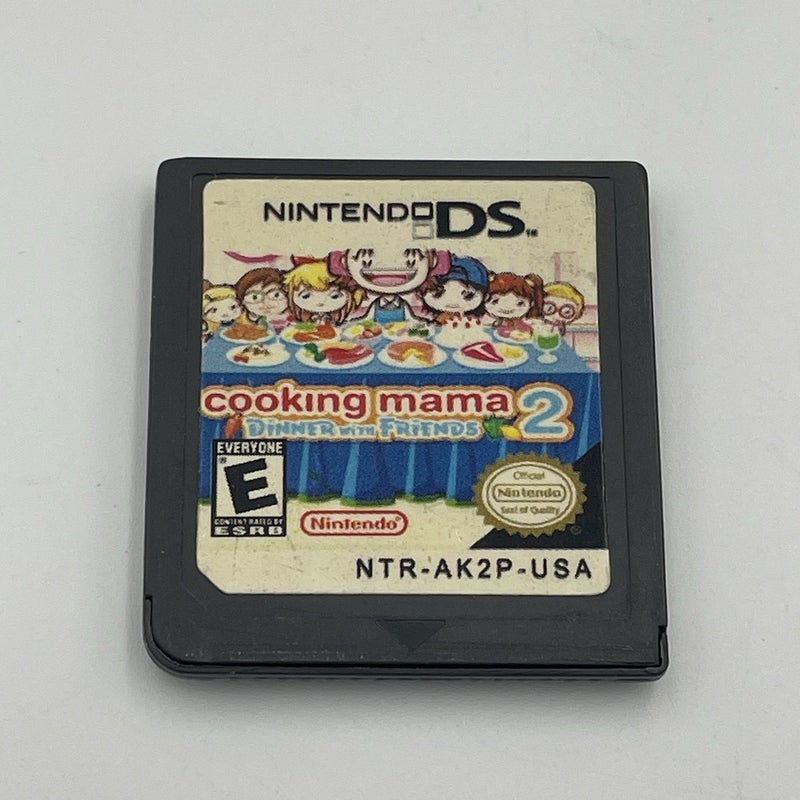 NINTENDO DS™
cooking mama 2
DINNER WITH FRIENDS
EVERYONE
E
CONTENT RATED BY
ESRB
Nintendo®
Official
Nintendo
Seal of Quality
NTR-AK2P-USA